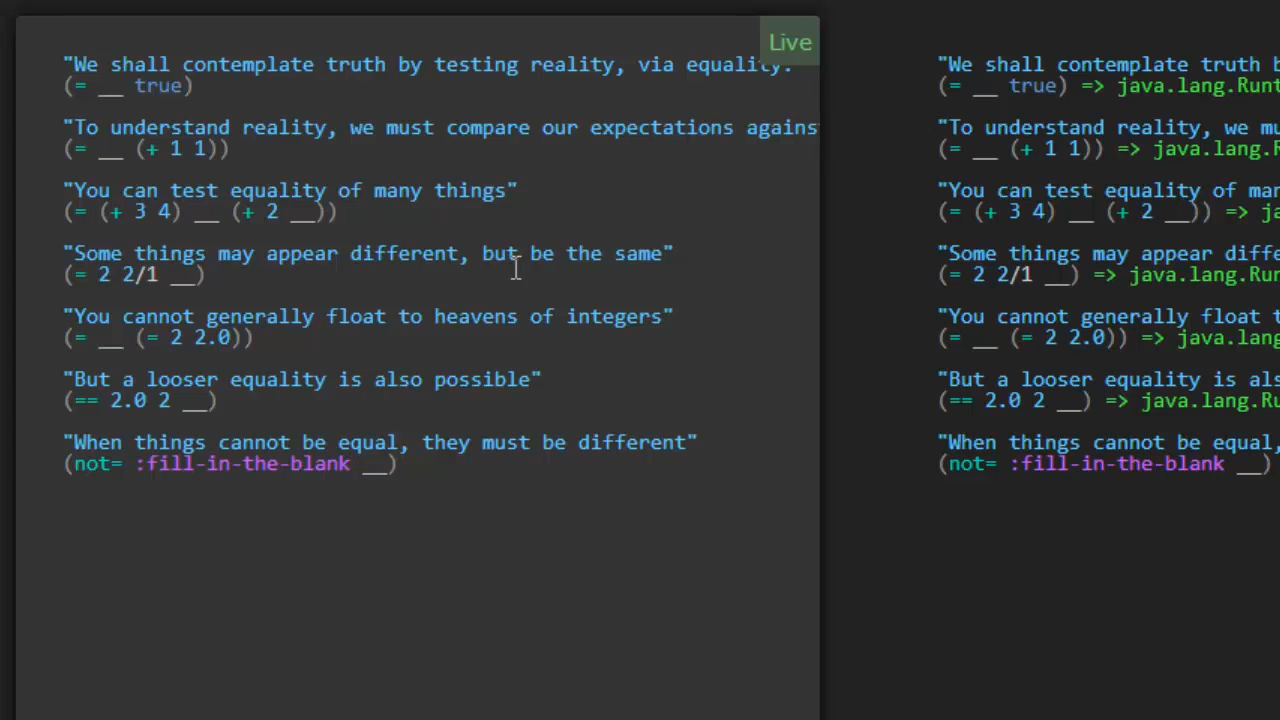 Live
"We shall contemplate truth by testing reality, via equality.
(= __ true)
"To understand reality, we must compare our expectations agains
(= __ (+ 1 1))
"You can test equality of many things"
(= (+ 3 4) __ (+ 2 __))
"Some things may appear different, but be the same"
(= 2 2/1 __)
"You cannot generally float to heavens of integers"
(= __ (= 2 2.0))
"But a looser equality is also possible"
(== 2.0 2 __)
"When things cannot be equal, they must be different"
(not= :fill-in-the-blank __)
"We shall contemplate truth b
(= __ true) => java.lang.Runt
"To understand reality, we mu
(= __ (+ 1 1)) => java.lang.R
"You can test equality of man
(= (+ 3 4) __ (+ 2 __)) => ja
"Some things may appear diffe
(= 2 2/1 __) => java.lang.Run
"You cannot generally float t
(= __ (= 2 2.0)) => java.lang
"But a looser equality is als
(== 2.0 2 __) => java.lang.Ru
"When things cannot be equal,
(not= :fill-in-the-blank __)